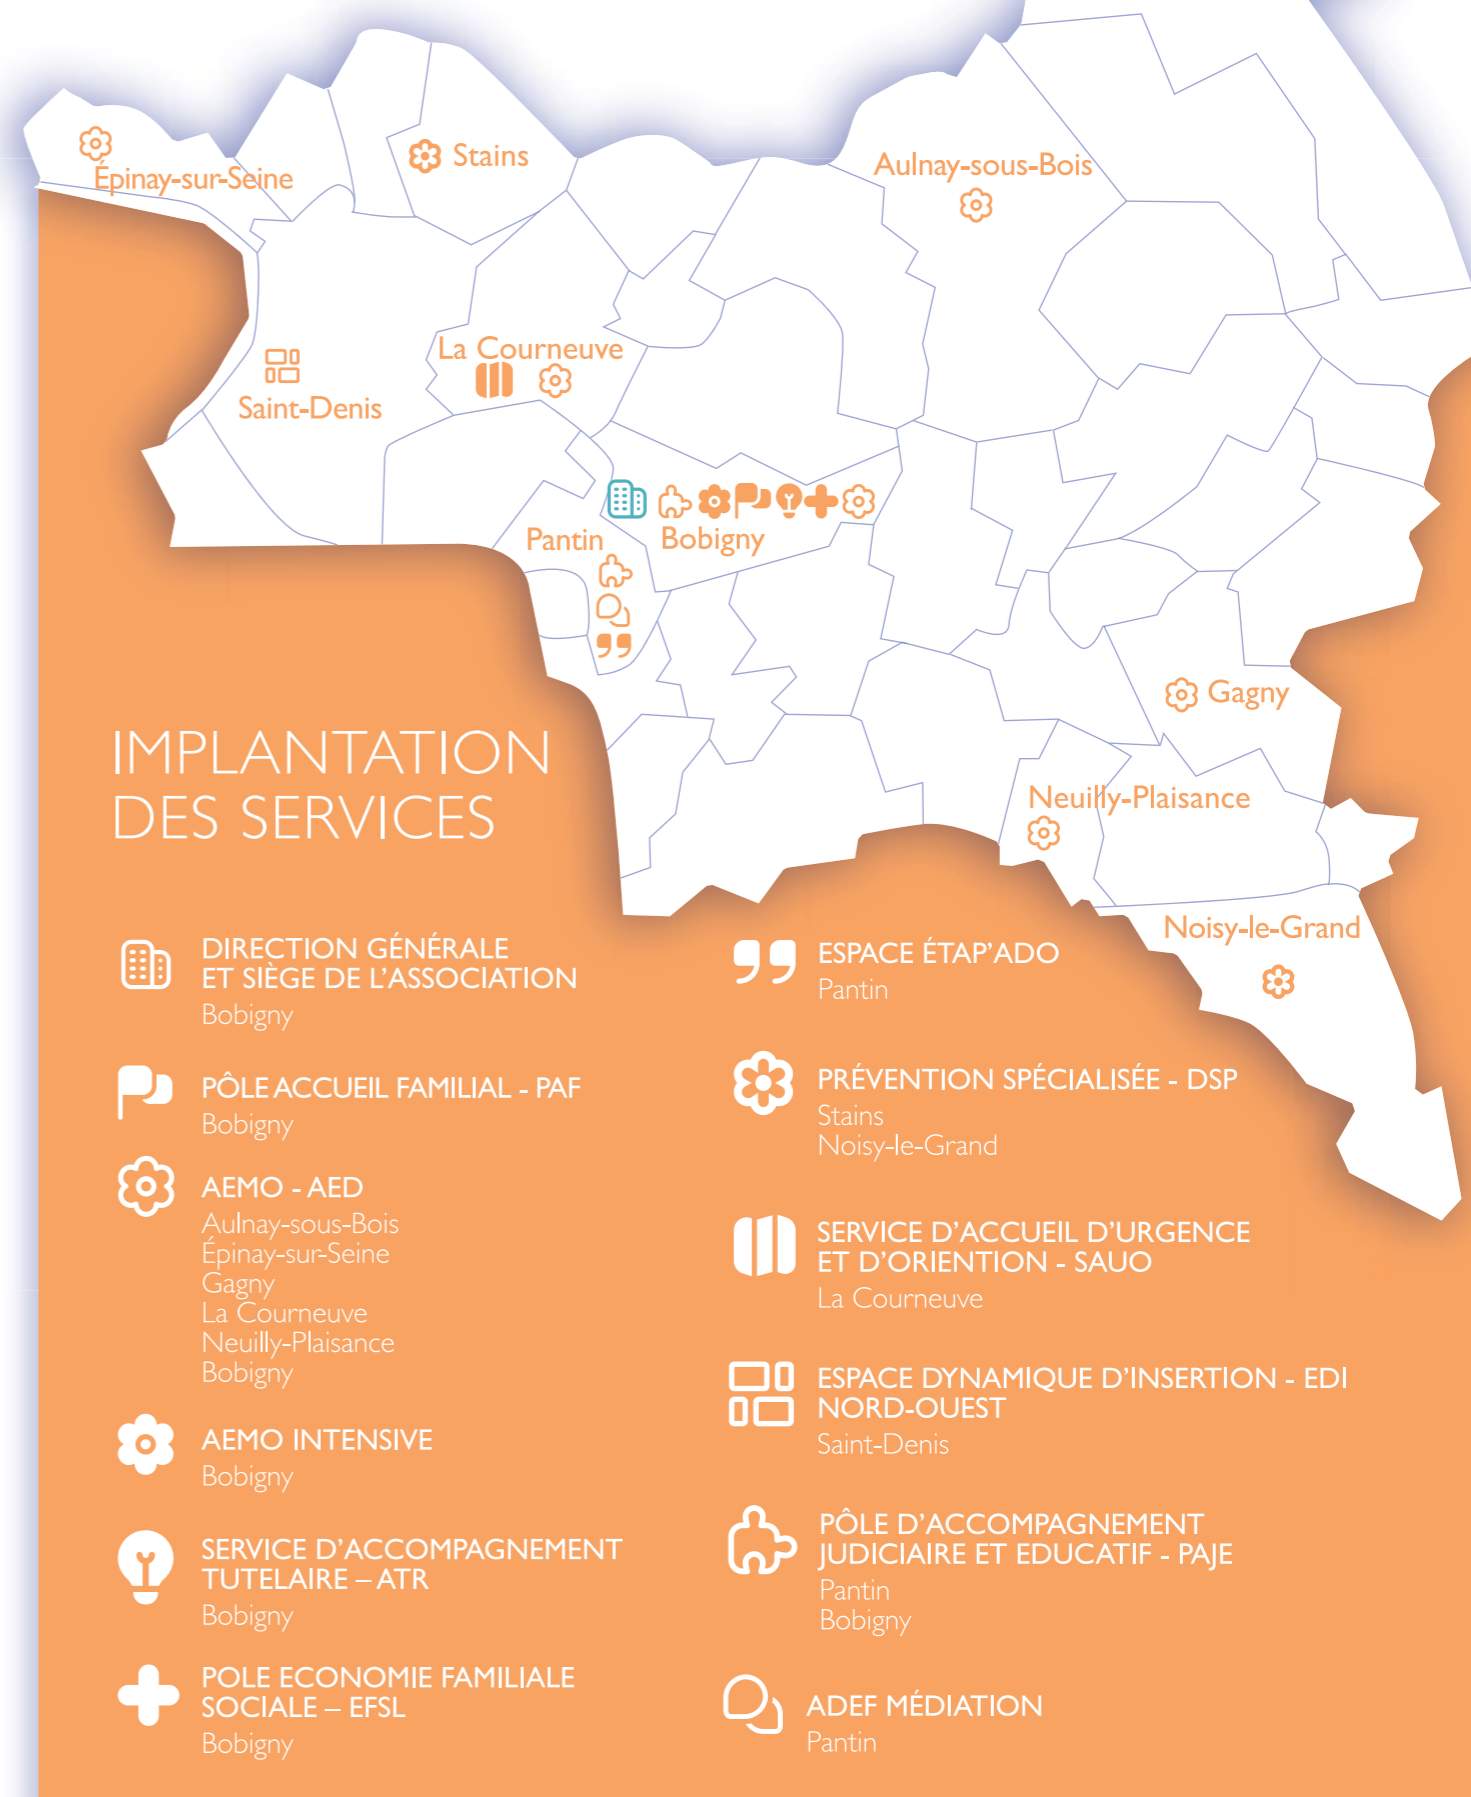 Épinay-sur-Seine
Stains
Aulnay-sous-Bois
La Courneuve
Saint-Denis
Pantin
Bobigny
Gagny
Neuilly-Plaisance
Noisy-le-Grand
IMPLANTATION
DES SERVICES
DIRECTION GÉNÉRALE
ET SIÈGE DE L’ASSOCIATION
Bobigny
PÔLE ACCUEIL FAMILIAL - PAF
Bobigny
AEMO - AED
Aulnay-sous-Bois
Épinay-sur-Seine
Gagny
La Courneuve
Neuilly-Plaisance
Bobigny
AEMO INTENSIVE
Bobigny
SERVICE D’ACCOMPAGNEMENT
TUTELAIRE – ATR
Bobigny
POLE ECONOMIE FAMILIALE
SOCIALE – EFSL
Bobigny
ESPACE ÉTAP’ADO
Pantin
PRÉVENTION SPÉCIALISÉE - DSP
Stains
Noisy-le-Grand
SERVICE D’ACCUEIL D’URGENCE
ET D’ORIENTION - SAUO
La Courneuve
ESPACE DYNAMIQUE D’INSERTION - EDI
NORD-OUEST
Saint-Denis
PÔLE D’ACCOMPAGNEMENT
JUDICIAIRE ET EDUCATIF - PAJE
Pantin
Bobigny
ADEF MÉDIATION
Pantin